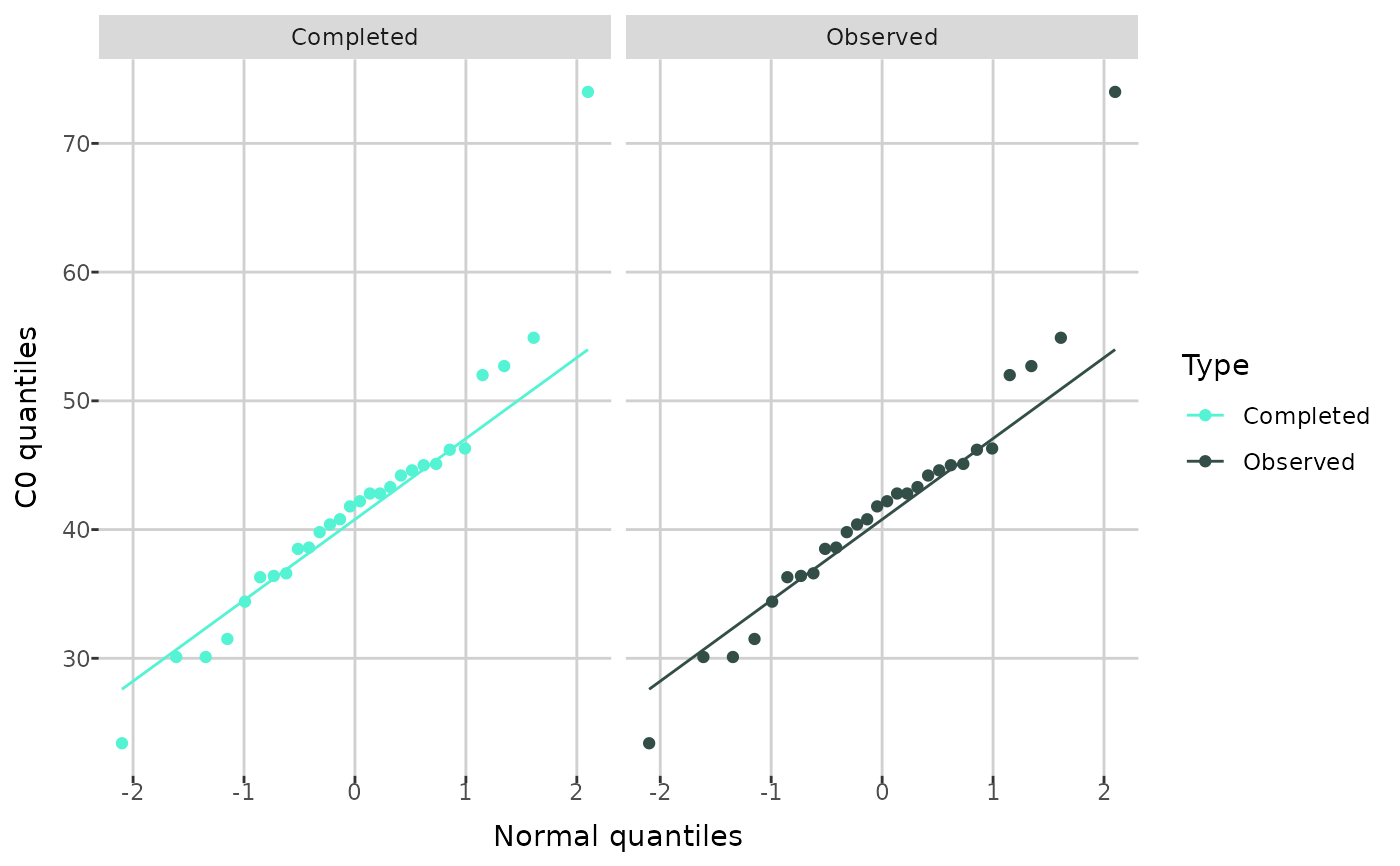 Completed
Observed
C0 quantiles
70
60
50
40
30
-2 -1 0 1 2
-2 -1 0 1 2
Normal quantiles
Type
Completed
Observed